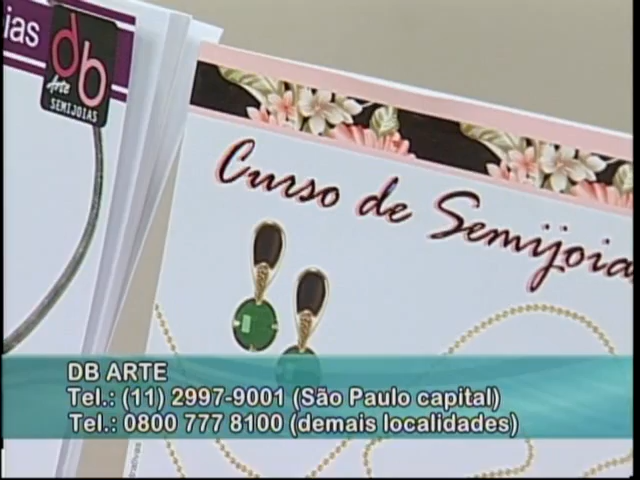 eias
db
Arte
SEMIJOIAS
Curso de Semijoia
DB ARTE
Tel.: (11) 2997-9001 (São Paulo capital)
Tel.: 0800 777 8100 (demais localidades)